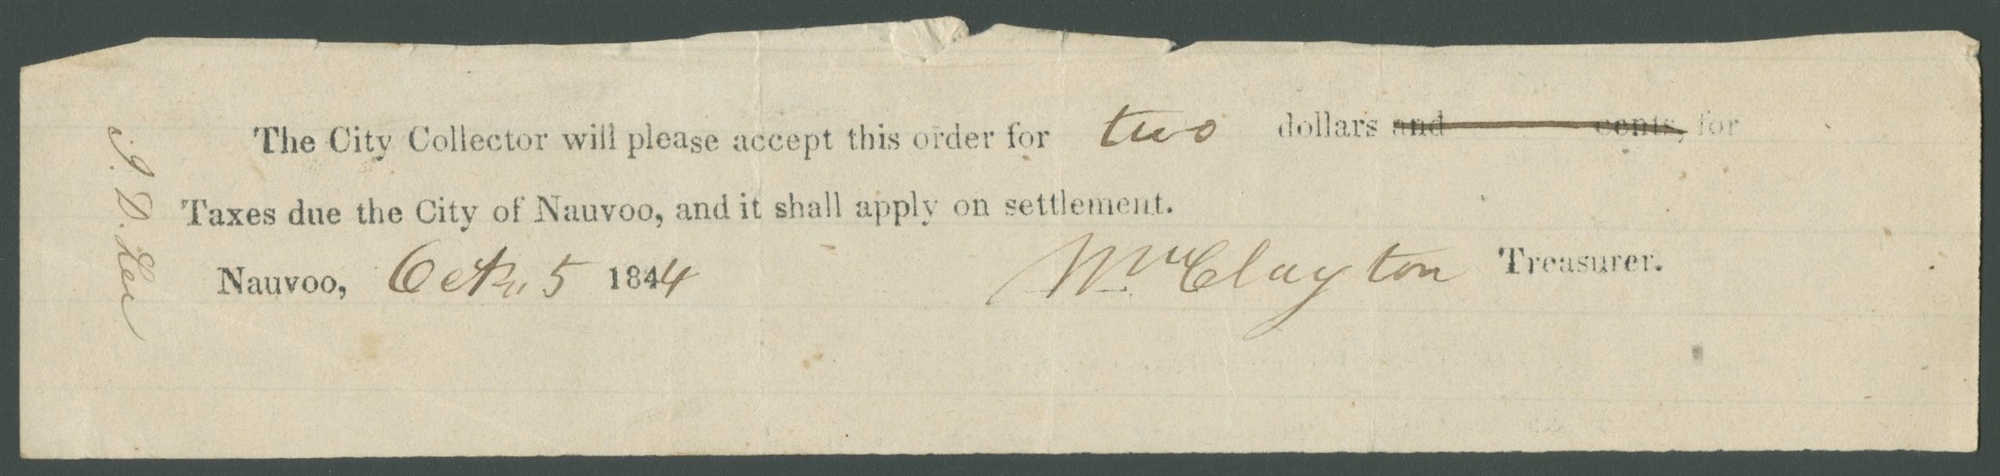 The City Collector will please accept this order for two dollars and cents, for
Taxes due the City of Nauvoo, and it shall apply on settlement.
Nauvoo, Octr. 5 1844 Wm Clayton Treasurer.
D. Lee